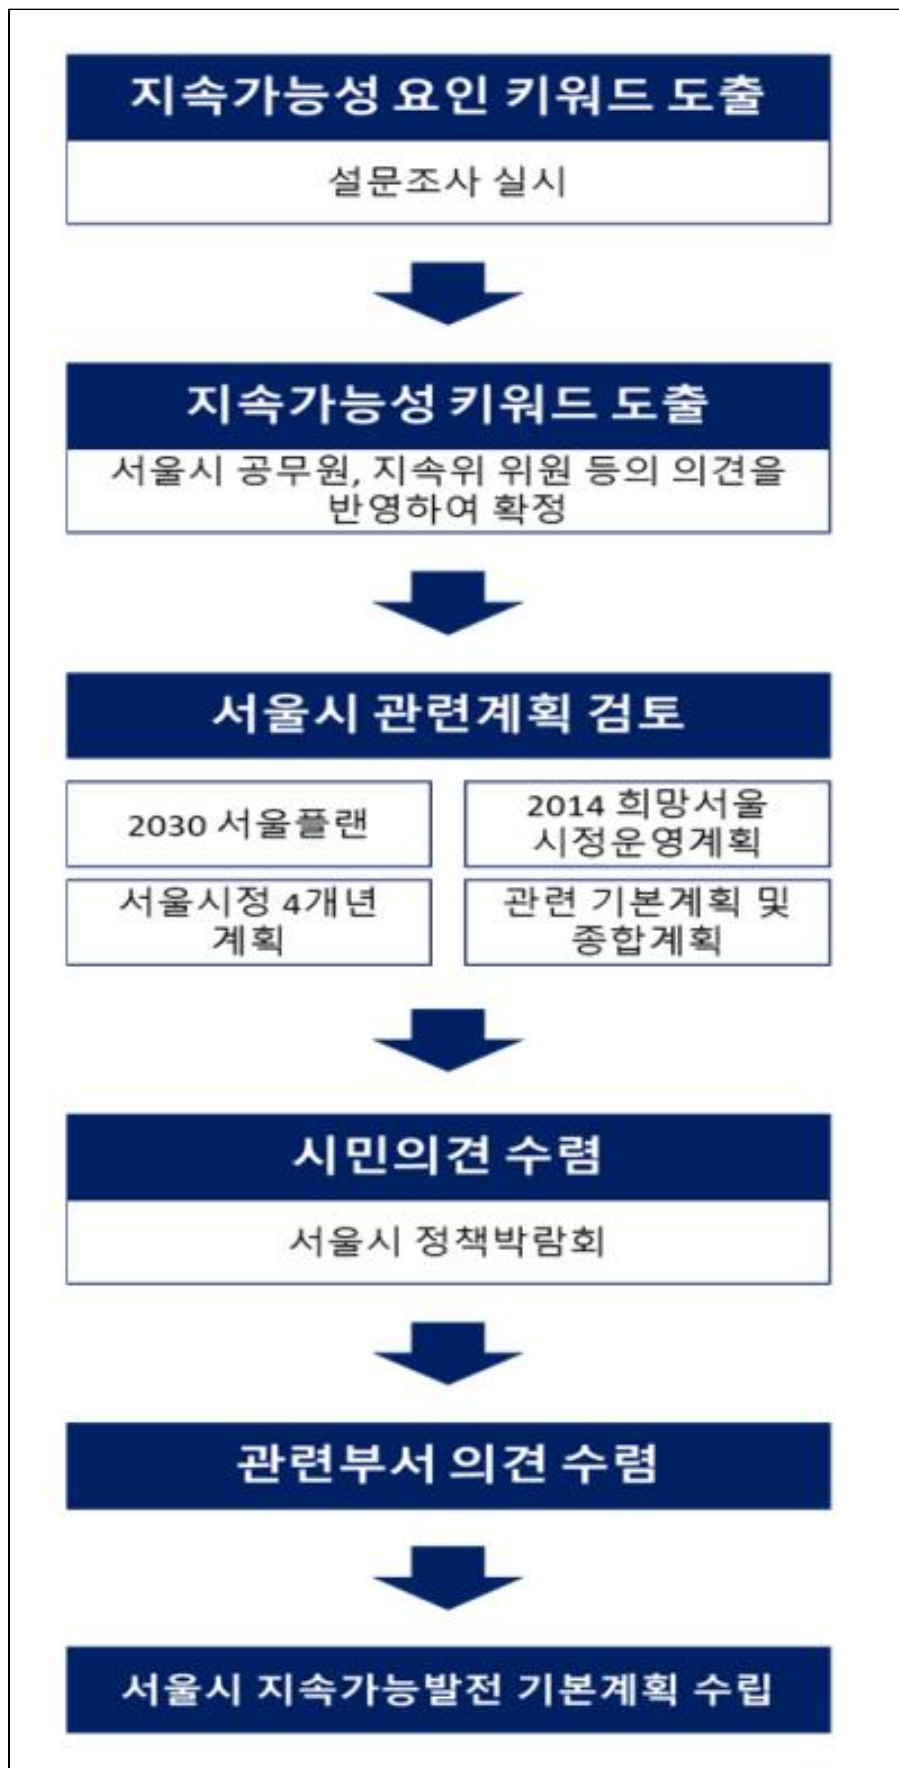 지속가능성 요인 키워드 도출
설문조사 실시
지속가능성 키워드 도출
서울시 공무원, 지속위 위원 등의 의견을
반영하여 확정
서울시 관련계획 검토
2030 서울플랜
2014 희망서울
시정운영계획
서울시정 4개년
계획
관련 기본계획 및
종합계획
시민의견 수렴
서울시 정책박람회
관련부서 의견 수렴
서울시 지속가능발전 기본계획 수립